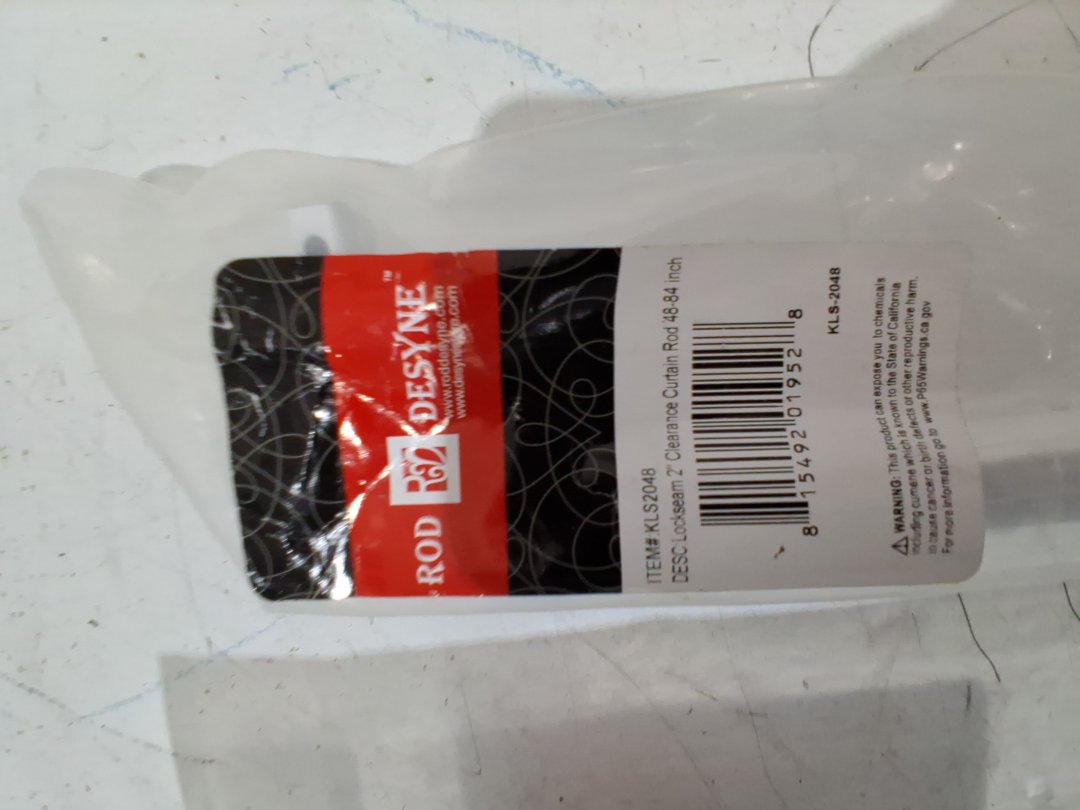 ROD DESYNE™
www.roddesyne.com
www.desyne
ITEM#:KLS2048
DESC:Lockseam 2" Clearance Curtain Rod 48-84 inch
8 15492 01952 8
KLS-2048
⚠ WARNING: This product can expose you to chemicals
including cumene which is known to the State of California
to cause cancer or birth defects or other reproductive harm.
For more information go to www.P65Warnings.ca.gov